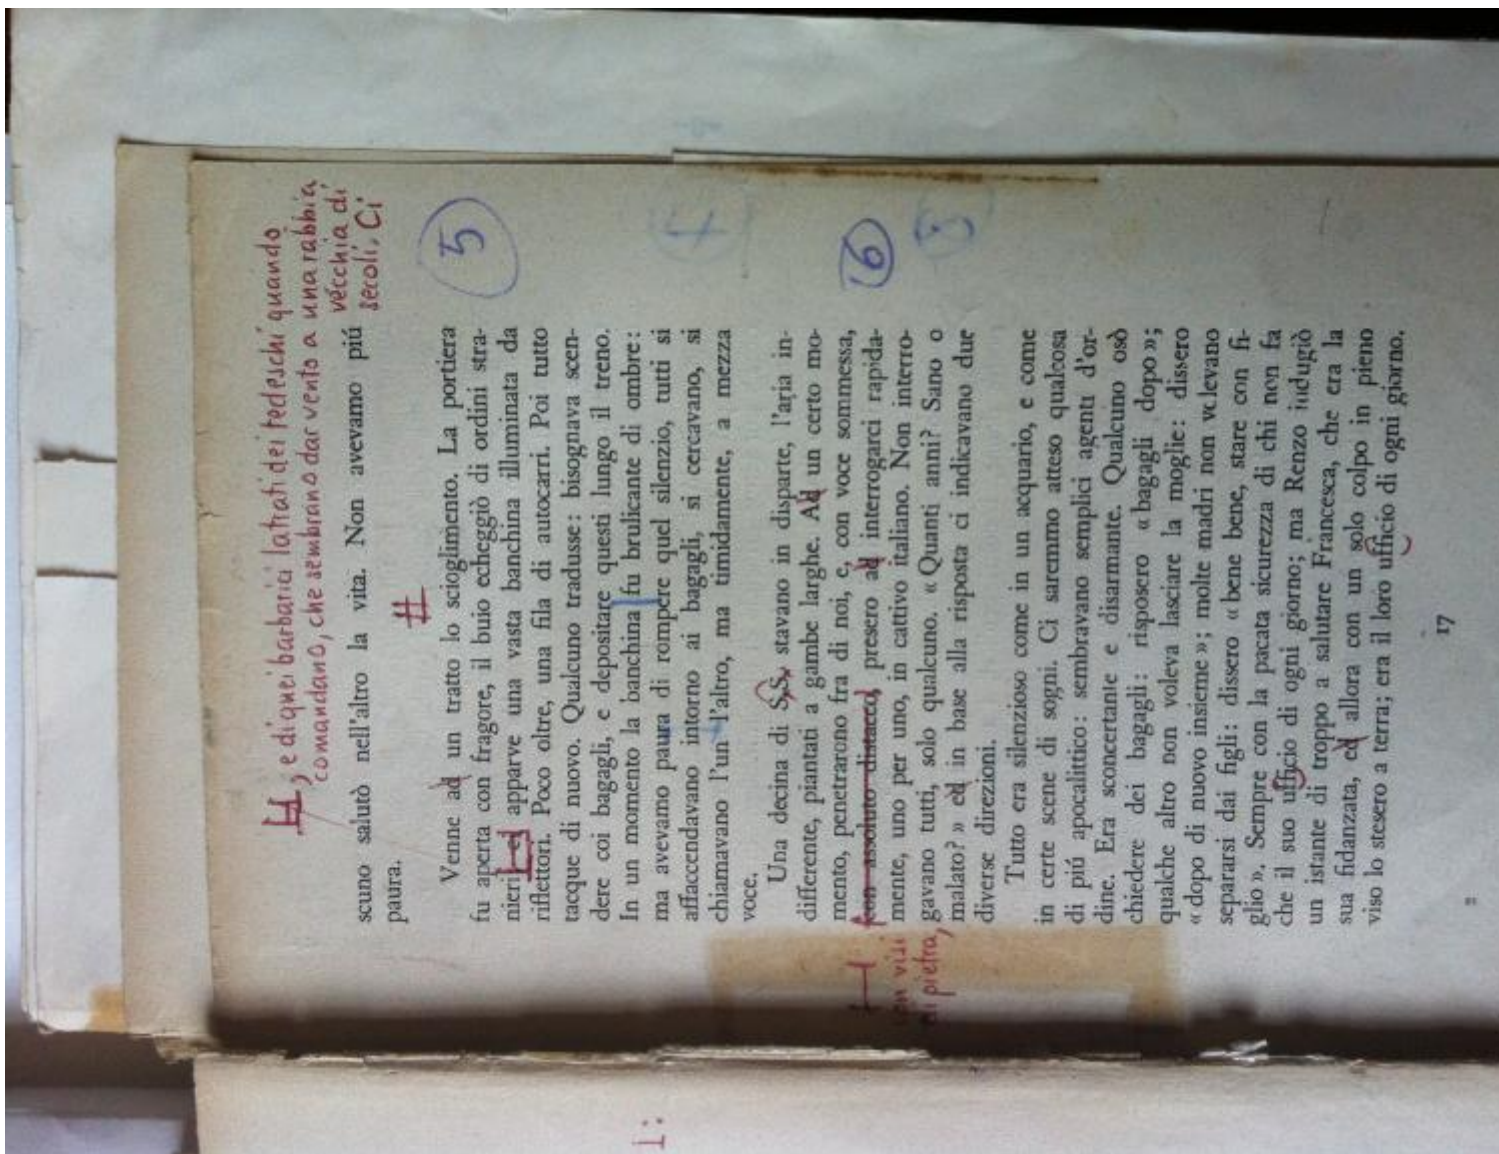 , e di quei barbarici latrati dei tedeschi quando
comandano, che sembrano dar vento a una rabbia
vecchia di
secoli. Ci
scuno salutò nell'altro la vita. Non avevamo piú
paura.
#
5
Venne ad un tratto lo scioglimento. La portiera
fu aperta con fragore, il buio echeggiò di ordini stra-
nieri ed apparve una vasta banchina illuminata da
riflettori. Poco oltre, una fila di autocarri. Poi tutto
tacque di nuovo. Qualcuno tradusse: bisognava scen-
dere coi bagagli, e depositare questi lungo il treno.
In un momento la banchina fu brulicante di ombre:
ma avevamo paura di rompere quel silenzio, tutti si
affaccendavano intorno ai bagagli, si cercavano, si
chiamavano l'un l'altro, ma timidamente, a mezza
voce.
Una decina di S.S. stavano in disparte, l'aria in-
differente, piantati a gambe larghe. Ad un certo mo-
mento, penetrarono fra di noi, e, con voce sommessa,
6
con assoluto distacco, presero ad interrogarci rapida-
con visi
di pietra,
mente, uno per uno, in cattivo italiano. Non interro-
gavano tutti, solo qualcuno. « Quanti anni? Sano o
malato? » ed in base alla risposta ci indicavano due
diverse direzioni.
Tutto era silenzioso come in un acquario, e come
in certe scene di sogni. Ci saremmo atteso qualcosa
di piú apocalittico: sembravano semplici agenti d'or-
dine. Era sconcertante e disarmante. Qualcuno osò
chiedere dei bagagli: risposero « bagagli dopo »;
qualche altro non voleva lasciare la moglie: dissero
« dopo di nuovo insieme »; molte madri non volevano
separarsi dai figli: dissero « bene bene, stare con fi-
glio ». Sempre con la pacata sicurezza di chi non fa
che il suo ufficio di ogni giorno; ma Renzo indugiò
un istante di troppo a salutare Francesca, che era la
sua fidanzata, ed allora con un solo colpo in pieno
viso lo stesero a terra; era il loro ufficio di ogni giorno.
17
2